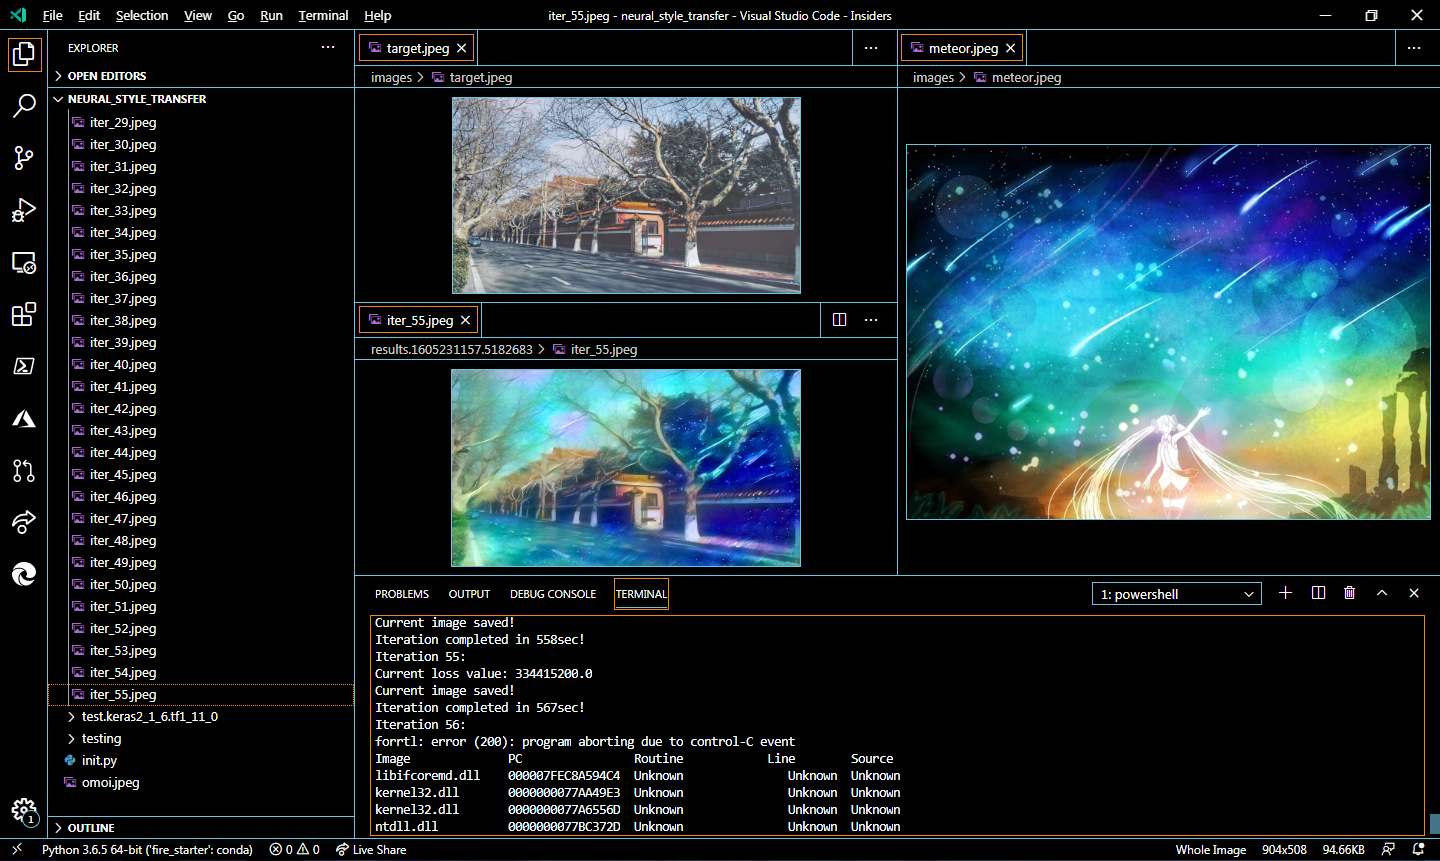 File Edit Selection View Go Run Terminal Help
iter_55.jpeg - neural_style_transfer - Visual Studio Code - Insiders
EXPLORER
OPEN EDITORS
NEURAL_STYLE_TRANSFER
iter_29.jpeg
iter_30.jpeg
iter_31.jpeg
iter_32.jpeg
iter_33.jpeg
iter_34.jpeg
iter_35.jpeg
iter_36.jpeg
iter_37.jpeg
iter_38.jpeg
iter_39.jpeg
iter_40.jpeg
iter_41.jpeg
iter_42.jpeg
iter_43.jpeg
iter_44.jpeg
iter_45.jpeg
iter_46.jpeg
iter_47.jpeg
iter_48.jpeg
iter_49.jpeg
iter_50.jpeg
iter_51.jpeg
iter_52.jpeg
iter_53.jpeg
iter_54.jpeg
iter_55.jpeg
test.keras2_1_6.tf1_11_0
testing
init.py
omoi.jpeg
OUTLINE
1
target.jpeg
images > target.jpeg
iter_55.jpeg
results.1605231157.5182683 > iter_55.jpeg
meteor.jpeg
images > meteor.jpeg
PROBLEMS OUTPUT DEBUG CONSOLE TERMINAL
1: powershell
Current image saved!
Iteration completed in 558sec!
Iteration 55:
Current loss value: 334415200.0
Current image saved!
Iteration completed in 567sec!
Iteration 56:
forrtl: error (200): program aborting due to control-C event
Image PC Routine Line Source
libifcoremd.dll 000007FEC8A594C4 Unknown Unknown Unknown
kernel32.dll 0000000077AA49E3 Unknown Unknown Unknown
kernel32.dll 0000000077A6556D Unknown Unknown Unknown
ntdll.dll 0000000077BC372D Unknown Unknown Unknown
Python 3.6.5 64-bit ('fire_starter': conda) 0 0 Live Share
Whole Image 904x508 94.66KB